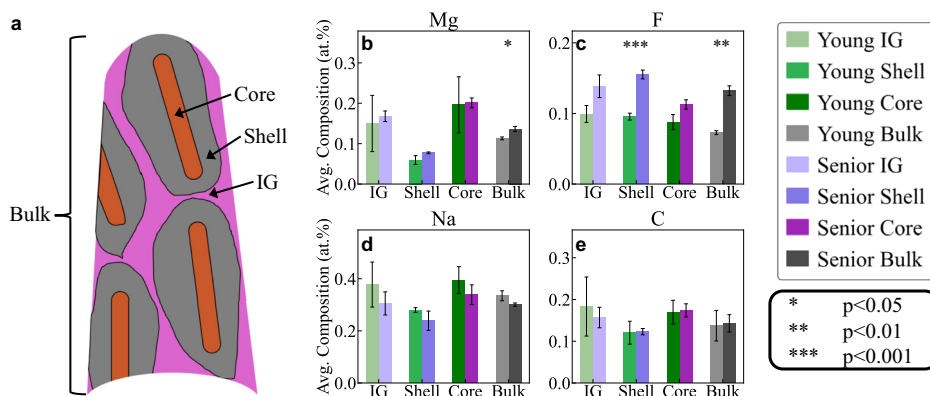 a
Core
Shell
IG
Bulk
Mg
b
*
Avg. Composition (at.%)
0.3
0.2
0.1
0.0
IG Shell Core Bulk
F
c
***
**
0.2
0.1
0.0
IG Shell Core Bulk
Na
d
Avg. Composition (at.%)
0.4
0.2
0.0
IG Shell Core Bulk
C
e
0.3
0.2
0.1
0.0
IG Shell Core Bulk
Young IG
Young Shell
Young Core
Young Bulk
Senior IG
Senior Shell
Senior Core
Senior Bulk
* p<0.05
** p<0.01
*** p<0.001